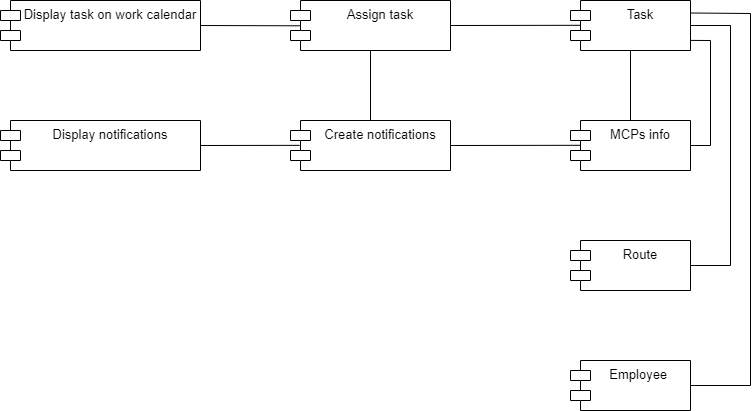 Display task on work calendar
Assign task
Task
Display notifications
Create notifications
MCPs info
Route
Employee